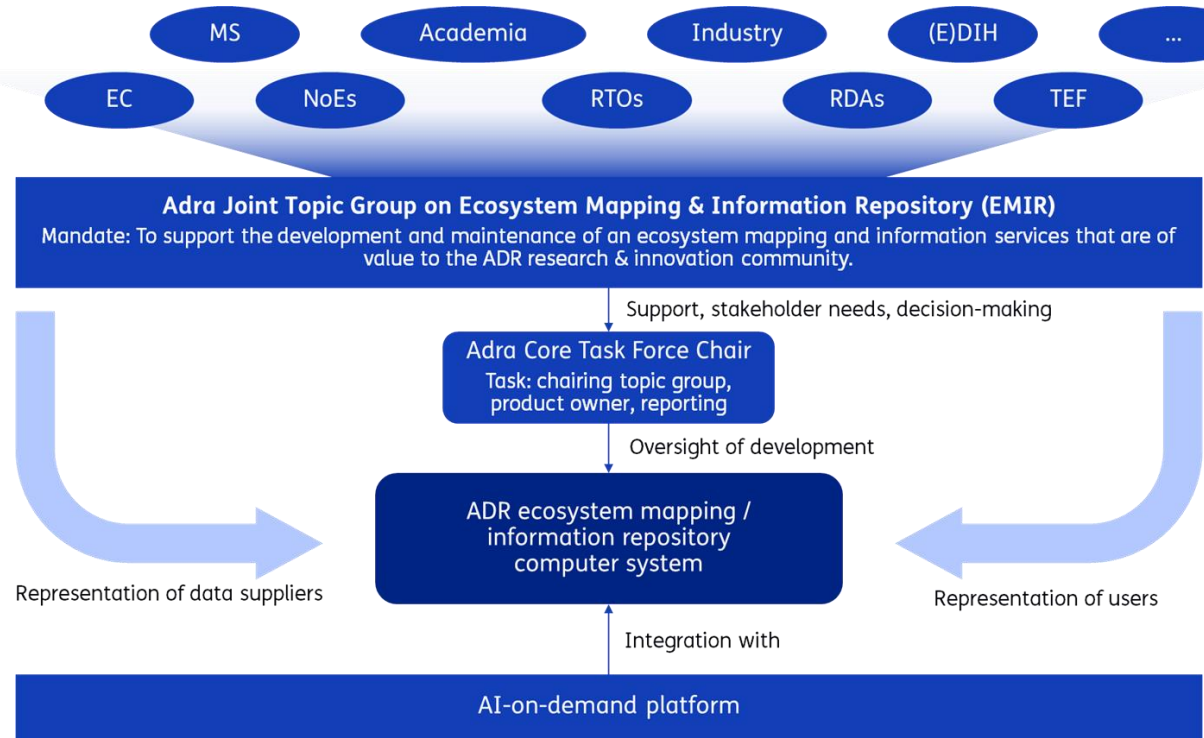 MS
Academia
Industry
(E)DIH
...
EC
NoEs
RTOs
RDAs
TEF
Adra Joint Topic Group on Ecosystem Mapping & Information Repository (EMIR)
Mandate: To support the development and maintenance of an ecosystem mapping and information services that are of
value to the ADR research & innovation community.
Support, stakeholder needs, decision-making
Adra Core Task Force Chair
Task: chairing topic group,
product owner, reporting
Oversight of development
ADR ecosystem mapping /
information repository
computer system
Representation of data suppliers
Representation of users
Integration with
AI-on-demand platform